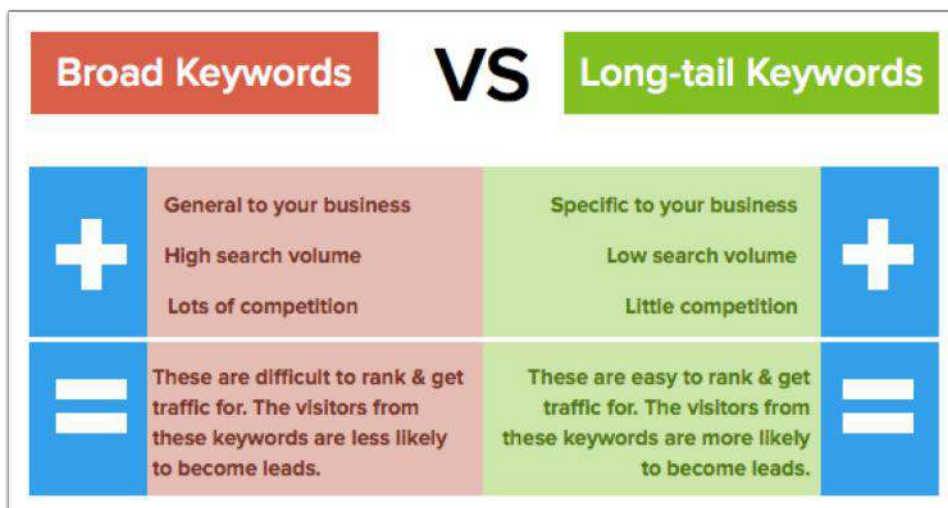 Broad Keywords
VS
Long-tail Keywords
General to your business
High search volume
Lots of competition
Specific to your business
Low search volume
Little competition
These are difficult to rank & get
traffic for. The visitors from
these keywords are less likely
to become leads.
These are easy to rank & get
traffic for. The visitors from
these keywords are more likely
to become leads.